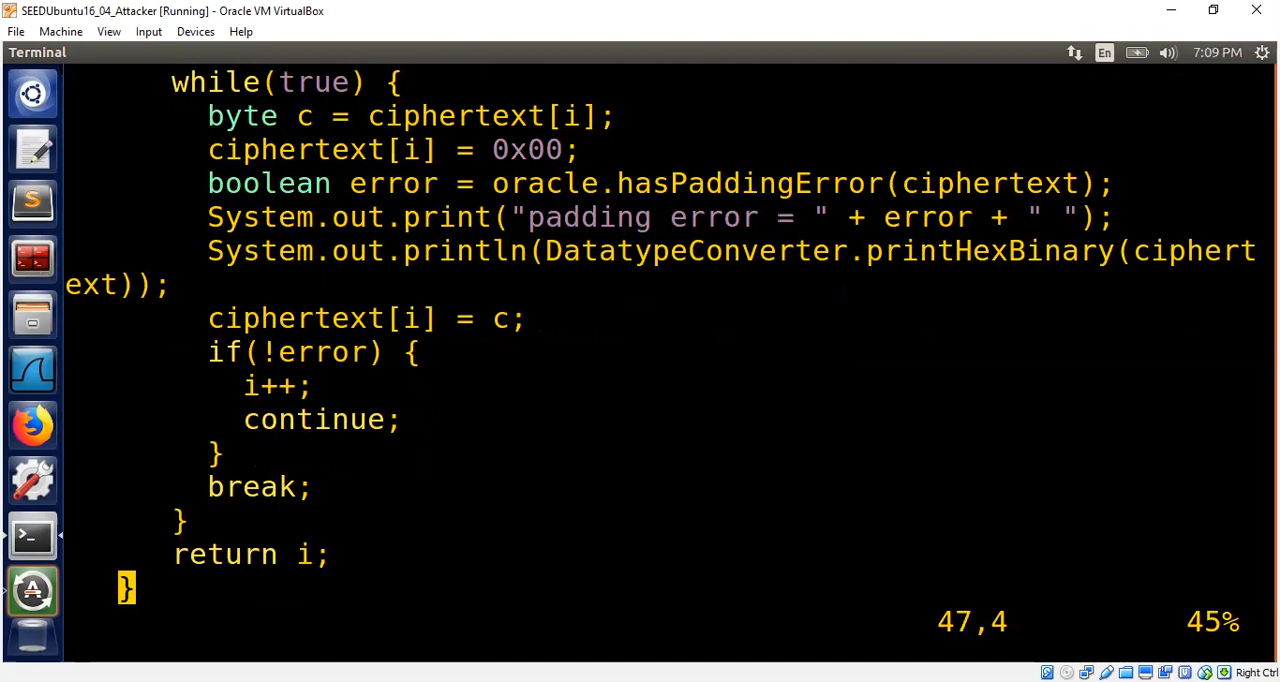 SEEDUbuntu16_04_Attacker [Running] - Oracle VM VirtualBox
File Machine View Input Devices Help
Terminal En 7:09 PM
while(true) {
byte c = ciphertext[i];
ciphertext[i] = 0x00;
boolean error = oracle.hasPaddingError(ciphertext);
System.out.print("padding error = " + error + " ");
System.out.println(DatatypeConverter.printHexBinary(ciphert
ext));
ciphertext[i] = c;
if(!error) {
i++;
continue;
}
break;
}
return i;
}
47,4 45%
Right Ctrl